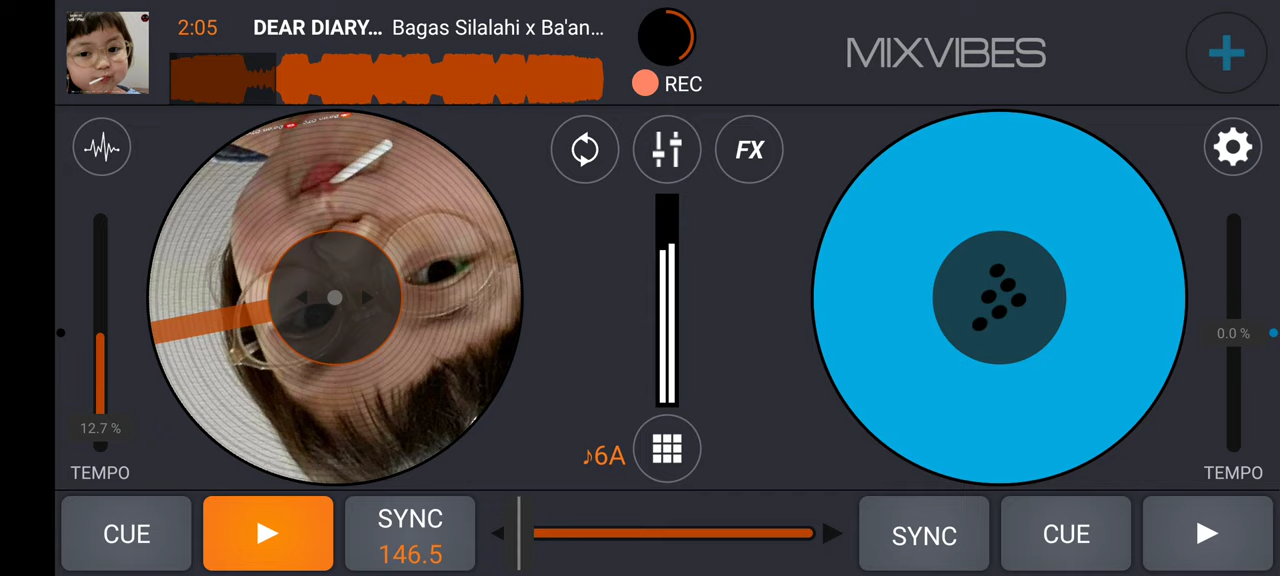 2:05
DEAR DIARY... Bagas Silalahi x Ba'an...
REC
MIXVIBES
FX
12.7 %
TEMPO
♪6A
0.0 %
TEMPO
CUE
SYNC
146.5
SYNC
CUE